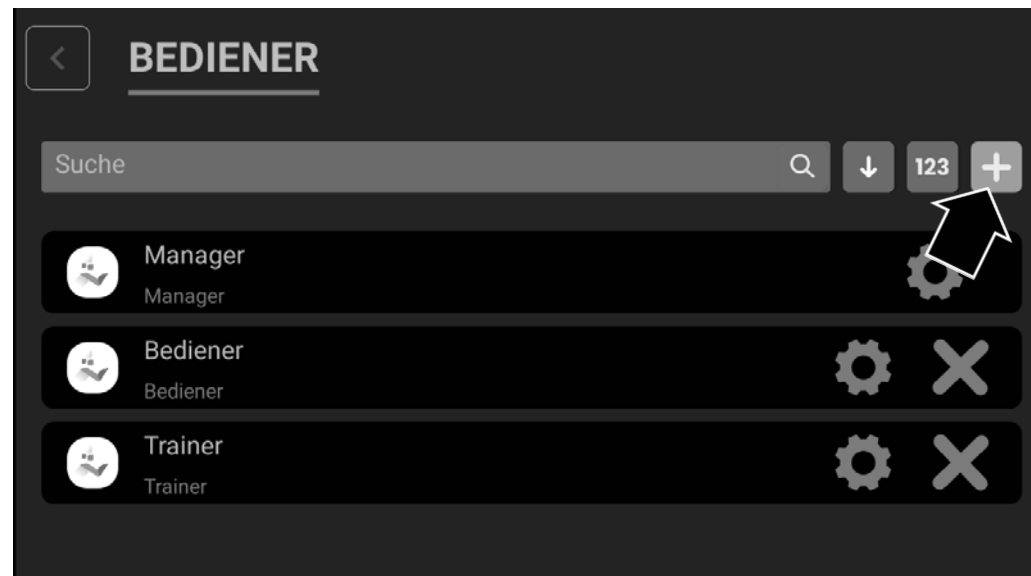 BEDIENER
Suche
123
Manager
Manager
Bediener
Bediener
Trainer
Trainer